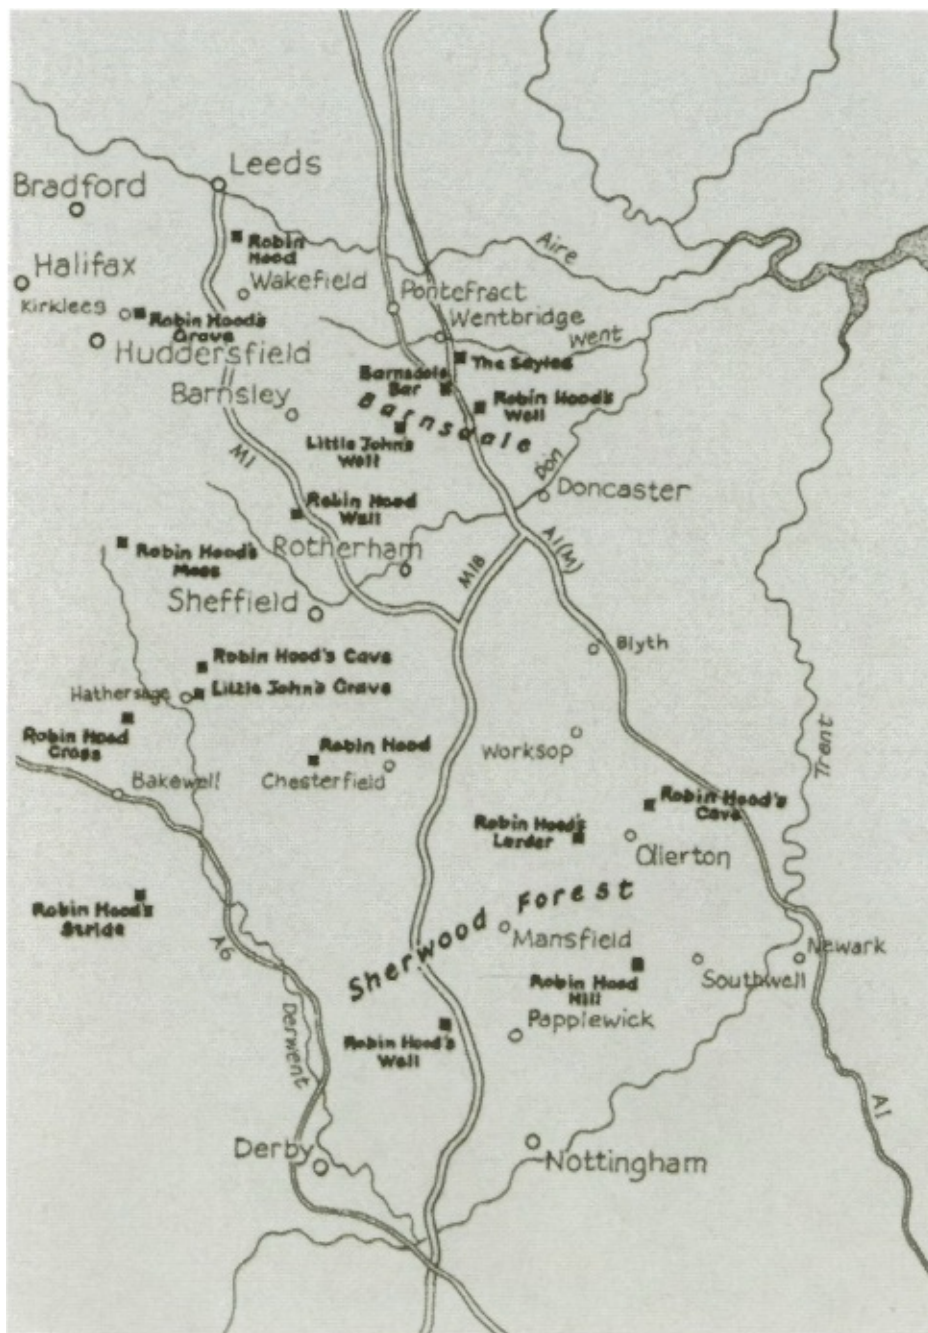 Leeds
Bradford
Aire
Robin
Hood
Halifax
Wakefield
Pontefract
Kirklees
Robin Hood's
Grave
Wentbridge
Went
Huddersfield
The Sayles
Barnsdale
Bar
Barnsley
Robin Hood's
Well
Barnsdale
Little John's
Well
M1
Don
Doncaster
Robin Hood
Well
Robin Hood's
Moss
Rotherham
M18
A1(M)
Sheffield
Blyth
Robin Hood's Cave
Hathersage
Little John's Grave
Robin Hood
Cross
Robin Hood
Worksop
Trent
Bakewell
Chesterfield
Robin Hood's
Cave
Robin Hood's
Larder
Ollerton
Robin Hood's
Stride
Sherwood Forest
A6
Mansfield
Newark
Southwell
Robin Hood
Hill
Papplewick
Derwent
Robin Hood's
Well
A1
Derby
Nottingham